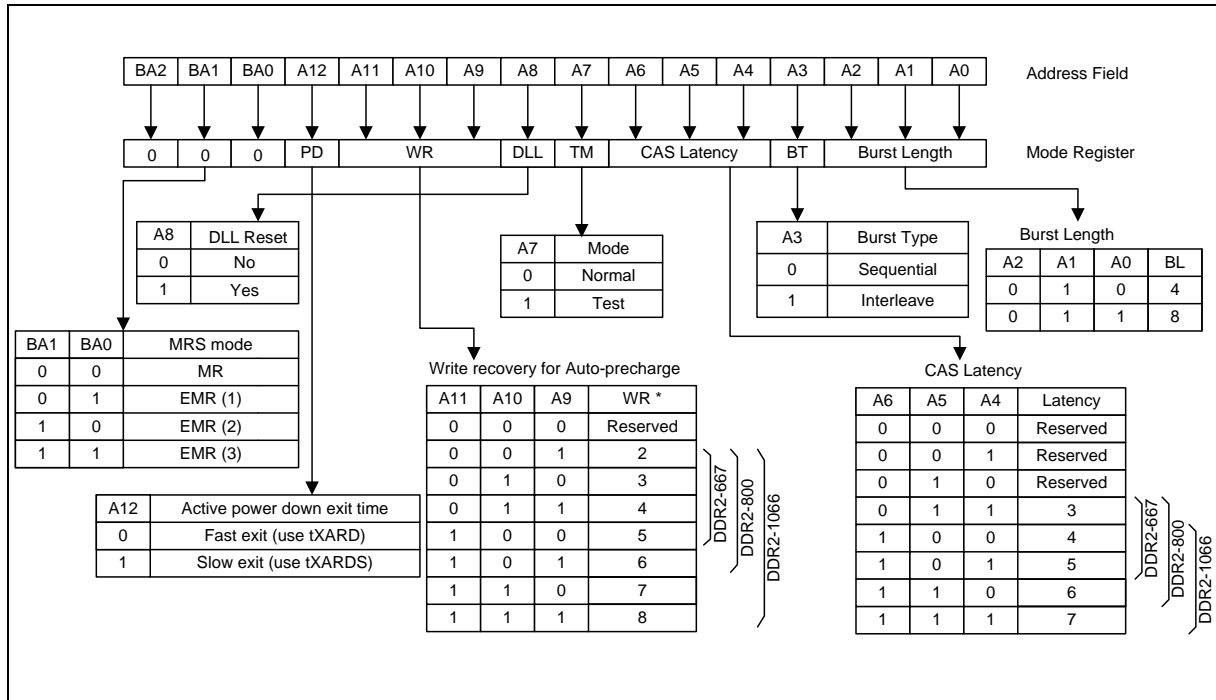 BA2 BA1 BA0 A12 A11 A10 A9 A8 A7 A6 A5 A4 A3 A2 A1 A0 Address Field
0 0 0 PD WR DLL TM CAS Latency BT Burst Length Mode Register
A8 DLL Reset
0 No
1 Yes
A7 Mode
0 Normal
1 Test
A3 Burst Type
0 Sequential
1 Interleave
Burst Length
A2 A1 A0 BL
0 1 0 4
0 1 1 8
BA1 BA0 MRS mode
0 0 MR
0 1 EMR (1)
1 0 EMR (2)
1 1 EMR (3)
A12 Active power down exit time
0 Fast exit (use tXARD)
1 Slow exit (use tXARDS)
Write recovery for Auto-precharge
A11 A10 A9 WR *
0 0 0 Reserved
0 0 1 2
0 1 0 3
0 1 1 4
1 0 0 5
1 0 1 6
1 1 0 7
1 1 1 8
DDR2-667
DDR2-800
DDR2-1066
CAS Latency
A6 A5 A4 Latency
0 0 0 Reserved
0 0 1 Reserved
0 1 0 Reserved
0 1 1 3
1 0 0 4
1 0 1 5
1 1 0 6
1 1 1 7
DDR2-667
DDR2-800
DDR2-1066